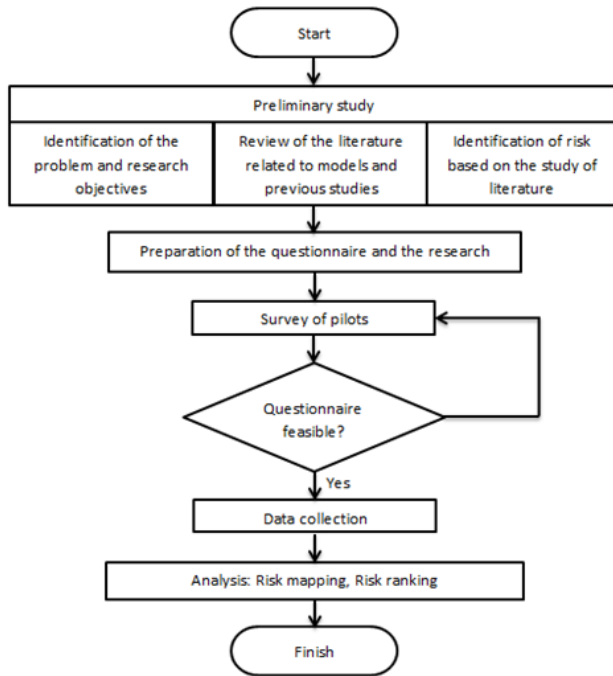 Start
Preliminary study
Identification of the
problem and research
objectives
Review of the literature
related to models and
previous studies
Identification of risk
based on the study of
literature
Preparation of the questionnaire and the research
Survey of pilots
Questionnaire
feasible?
Yes
Data collection
Analysis: Risk mapping, Risk ranking
Finish